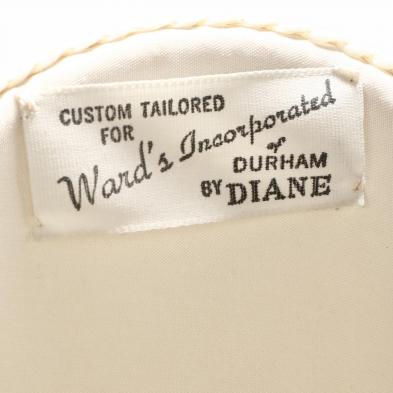 CUSTOM TAILORED
FOR
Ward's Incorporated
of
DURHAM
BY DIANE